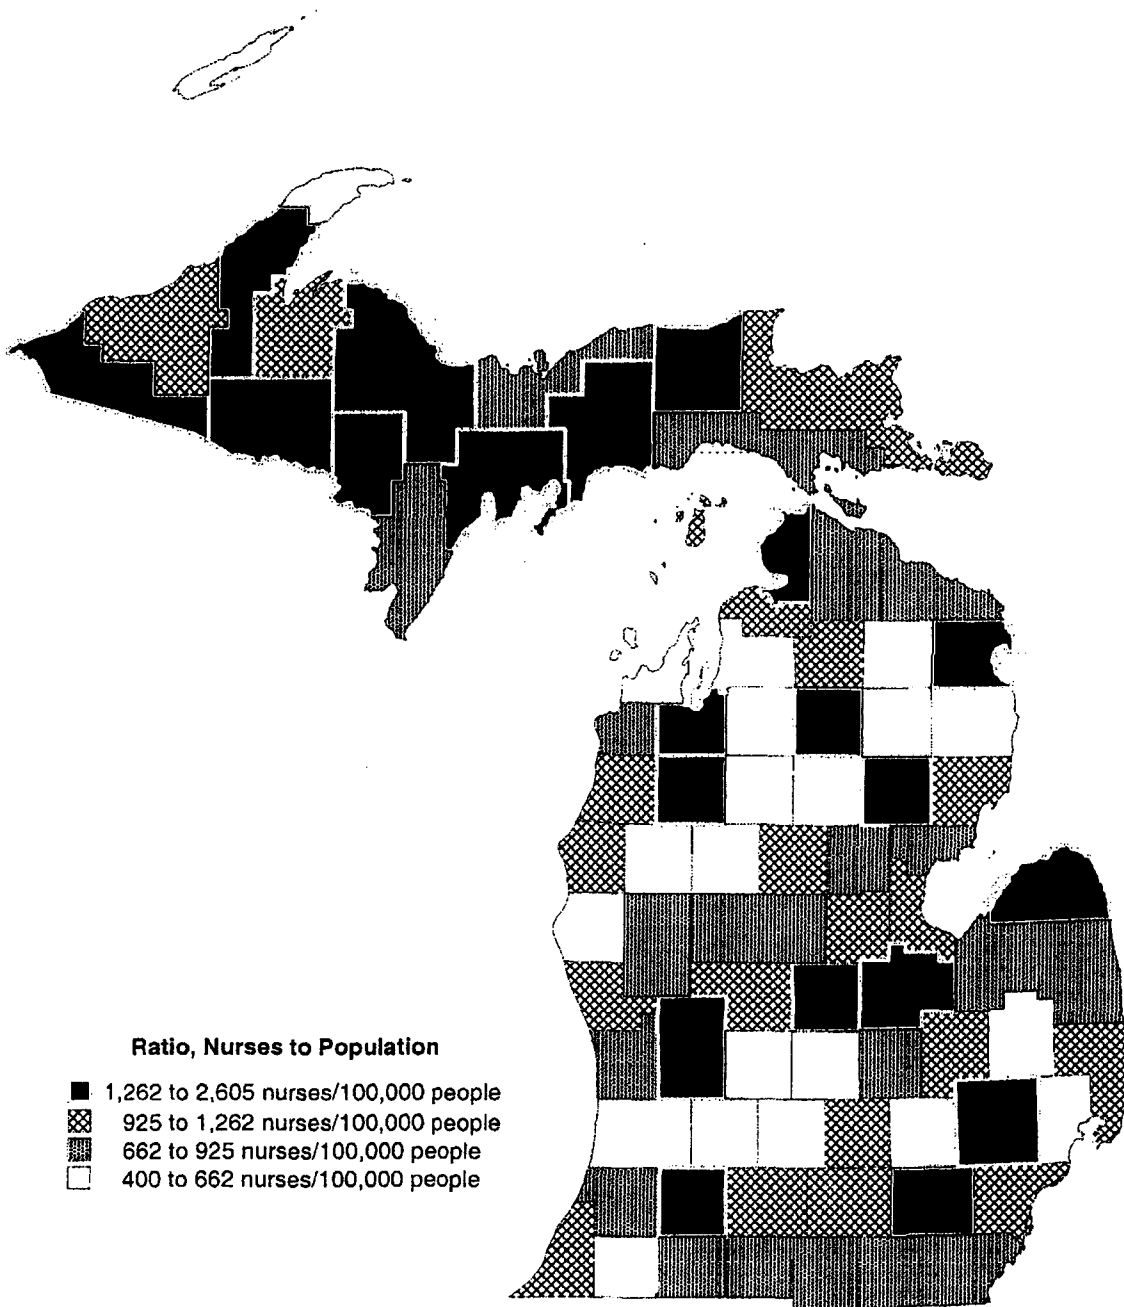 Ratio, Nurses to Population
1,262 to 2,605 nurses/100,000 people
925 to 1,262 nurses/100,000 people
662 to 925 nurses/100,000 people
400 to 662 nurses/100,000 people